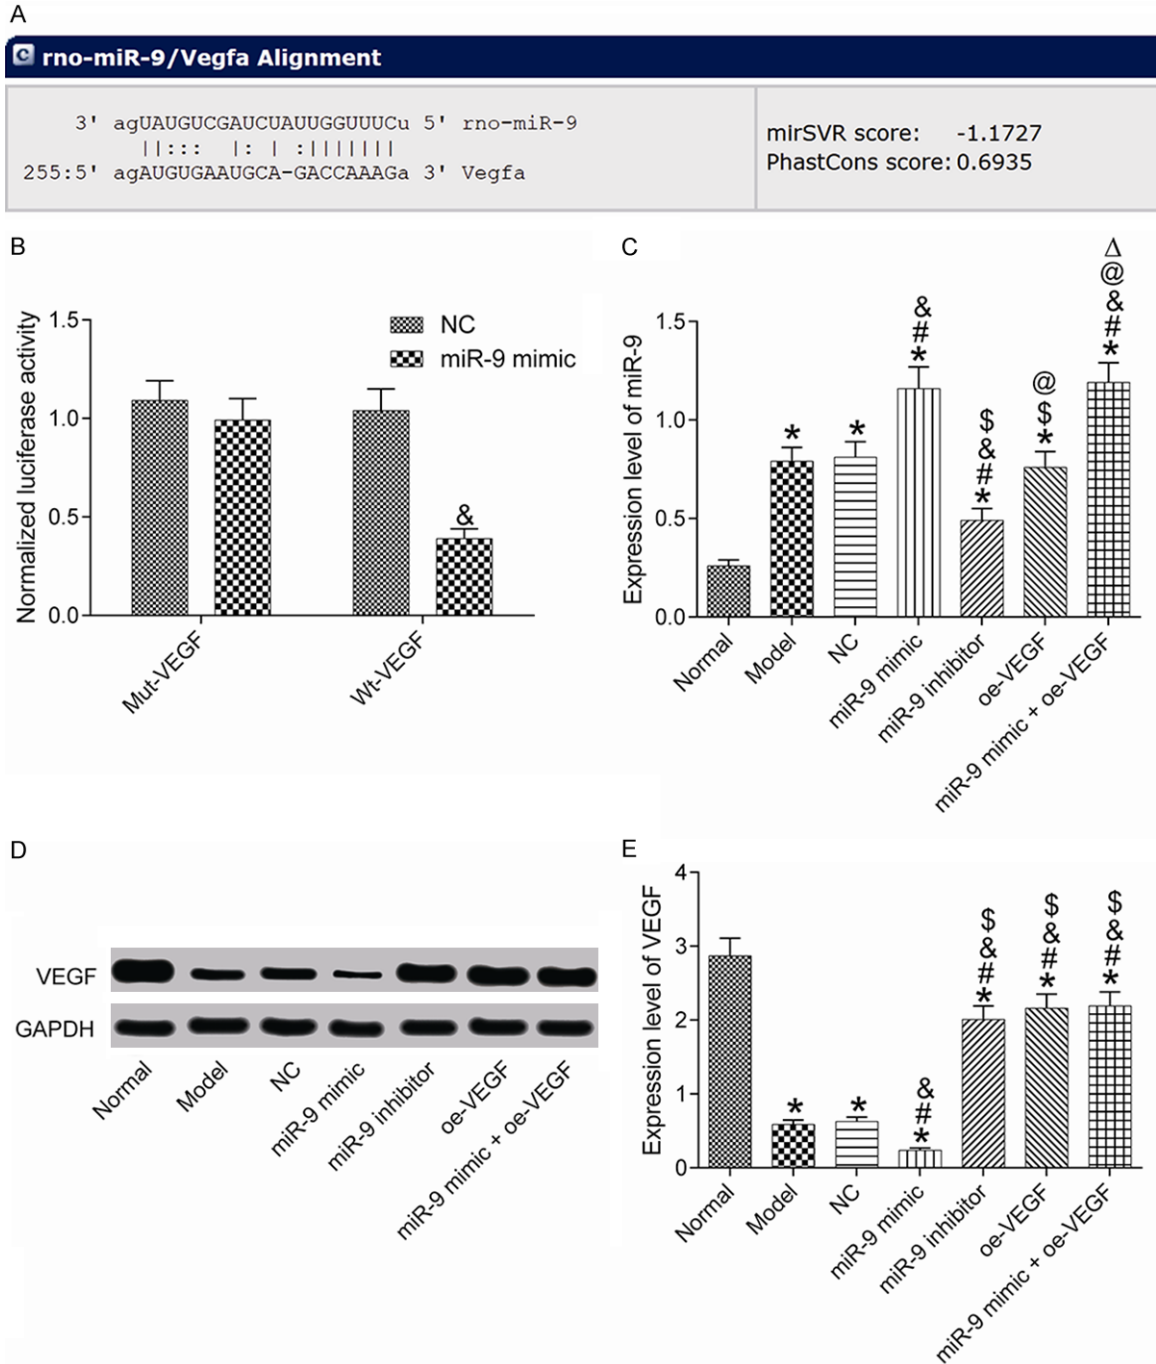 A
C rno-miR-9/Vegfa Alignment
3' agUAUGUCGAUCUAUUGGUUUCu 5' rno-miR-9
||::: |: | :|||||||
255:5' agAUGUGAAUGCA-GACCAAAGa 3' Vegfa
mirSVR score: -1.1727
PhastCons score: 0.6935
B
Normalized luciferase activity
1.5
1.0
0.5
0.0
NC
miR-9 mimic
&
Mut-VEGF
Wt-VEGF
C
Expression level of miR-9
1.5
1.0
0.5
0.0
*
*
&
#
*
$
&
#
*
@
$
*
Δ
@
&
#
*
Normal
Model
NC
miR-9 mimic
miR-9 inhibitor
oe-VEGF
miR-9 mimic + oe-VEGF
D
VEGF
GAPDH
Normal
Model
NC
miR-9 mimic
miR-9 inhibitor
oe-VEGF
miR-9 mimic + oe-VEGF
E
Expression level of VEGF
4
3
2
1
0
*
*
&
#
*
$
&
#
*
$
&
#
*
$
&
#
*
Normal
Model
NC
miR-9 mimic
miR-9 inhibitor
oe-VEGF
miR-9 mimic + oe-VEGF